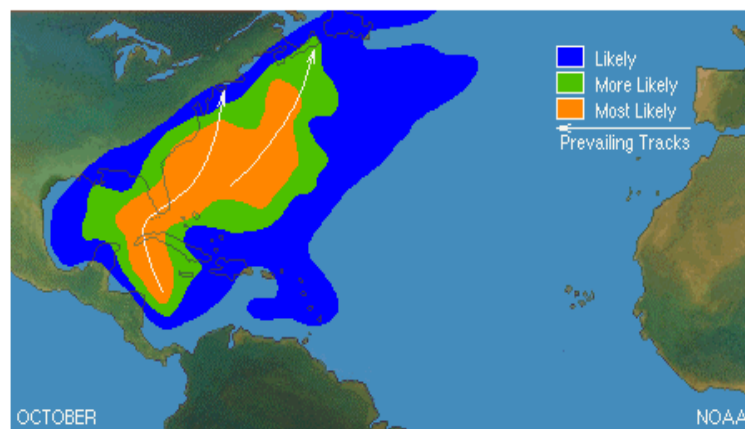 Likely
More Likely
Most Likely
Prevailing Tracks
OCTOBER
NOAA